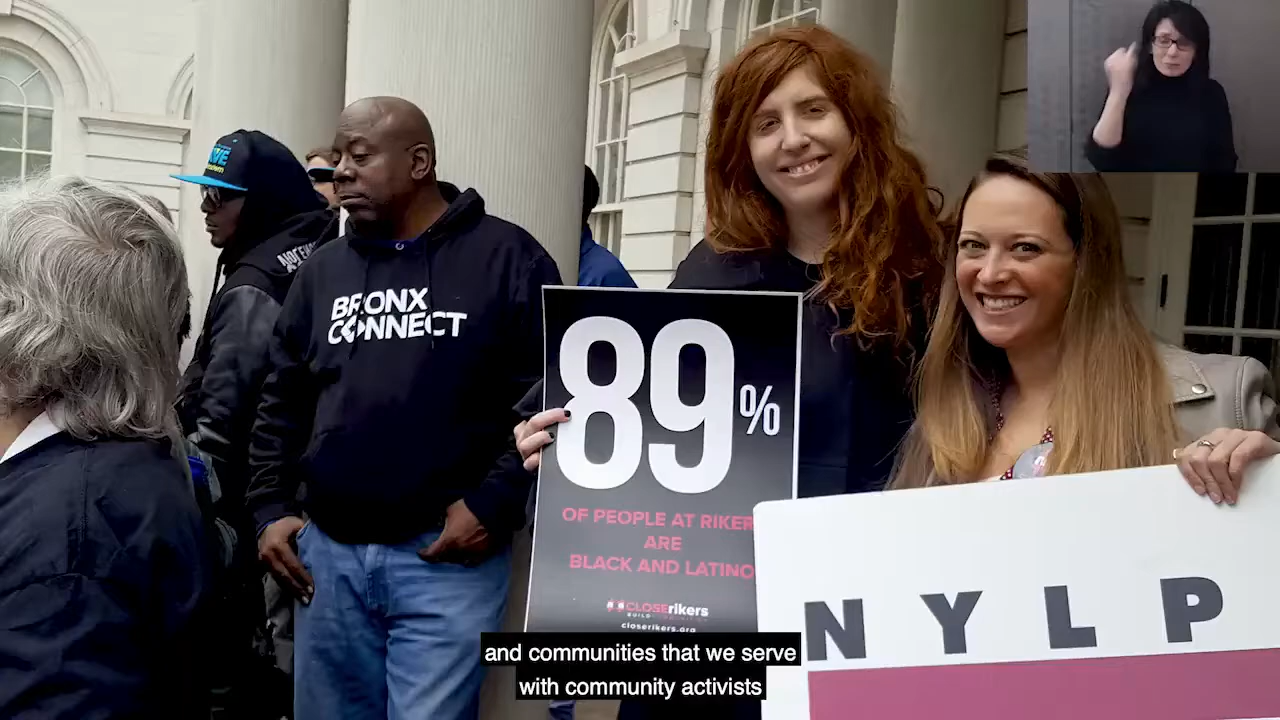 BRONX
CONNECT
89%
OF PEOPLE AT RIKER
ARE
BLACK AND LATINO
CLOSErikers
closerikers.org
NYLP
and communities that we serve
with community activists